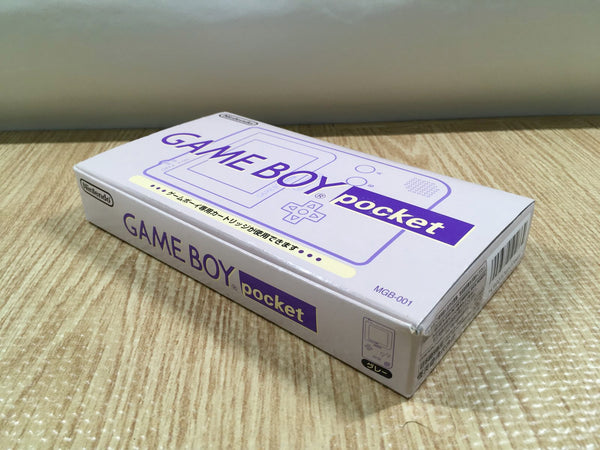 Nintendo
GAME BOY®
pocket
•••ゲームボーイ専用カートリッジが使用できます•••
MGB-001
Nintendo
GAME BOY®
pocket
グレー